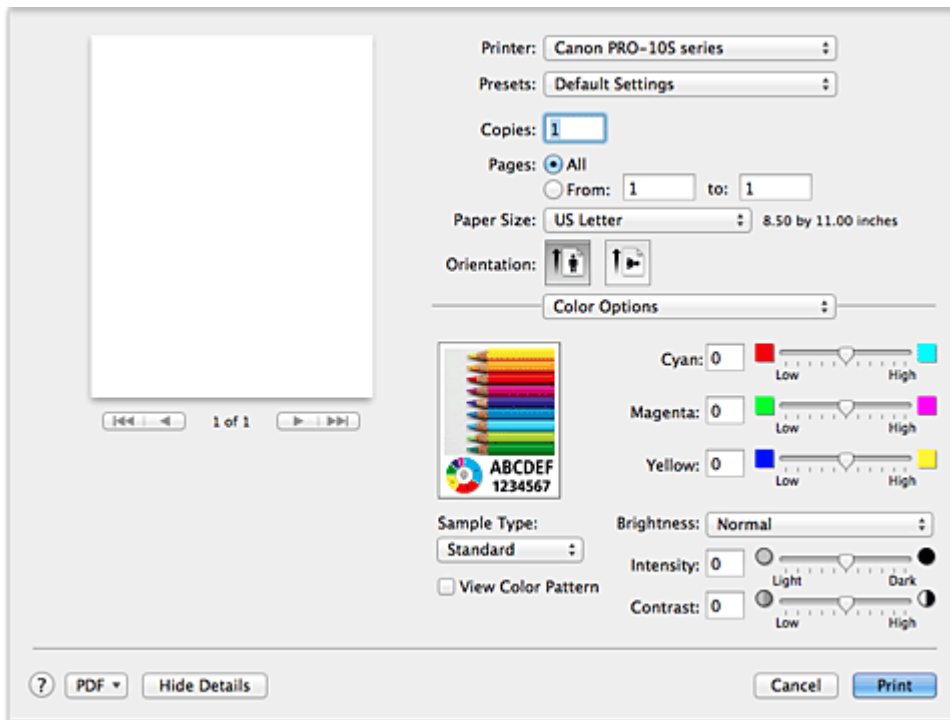 Printer: Canon PRO-10S series
Presets: Default Settings
Copies: 1
Pages: All
From: 1 to: 1
Paper Size: US Letter 8.50 by 11.00 inches
Orientation:
Color Options
1 of 1
ABCDEF
1234567
Cyan: 0
Low High
Magenta: 0
Low High
Yellow: 0
Low High
Sample Type:
Standard
View Color Pattern
Brightness: Normal
Intensity: 0
Light Dark
Contrast: 0
Low High
? PDF Hide Details Cancel Print